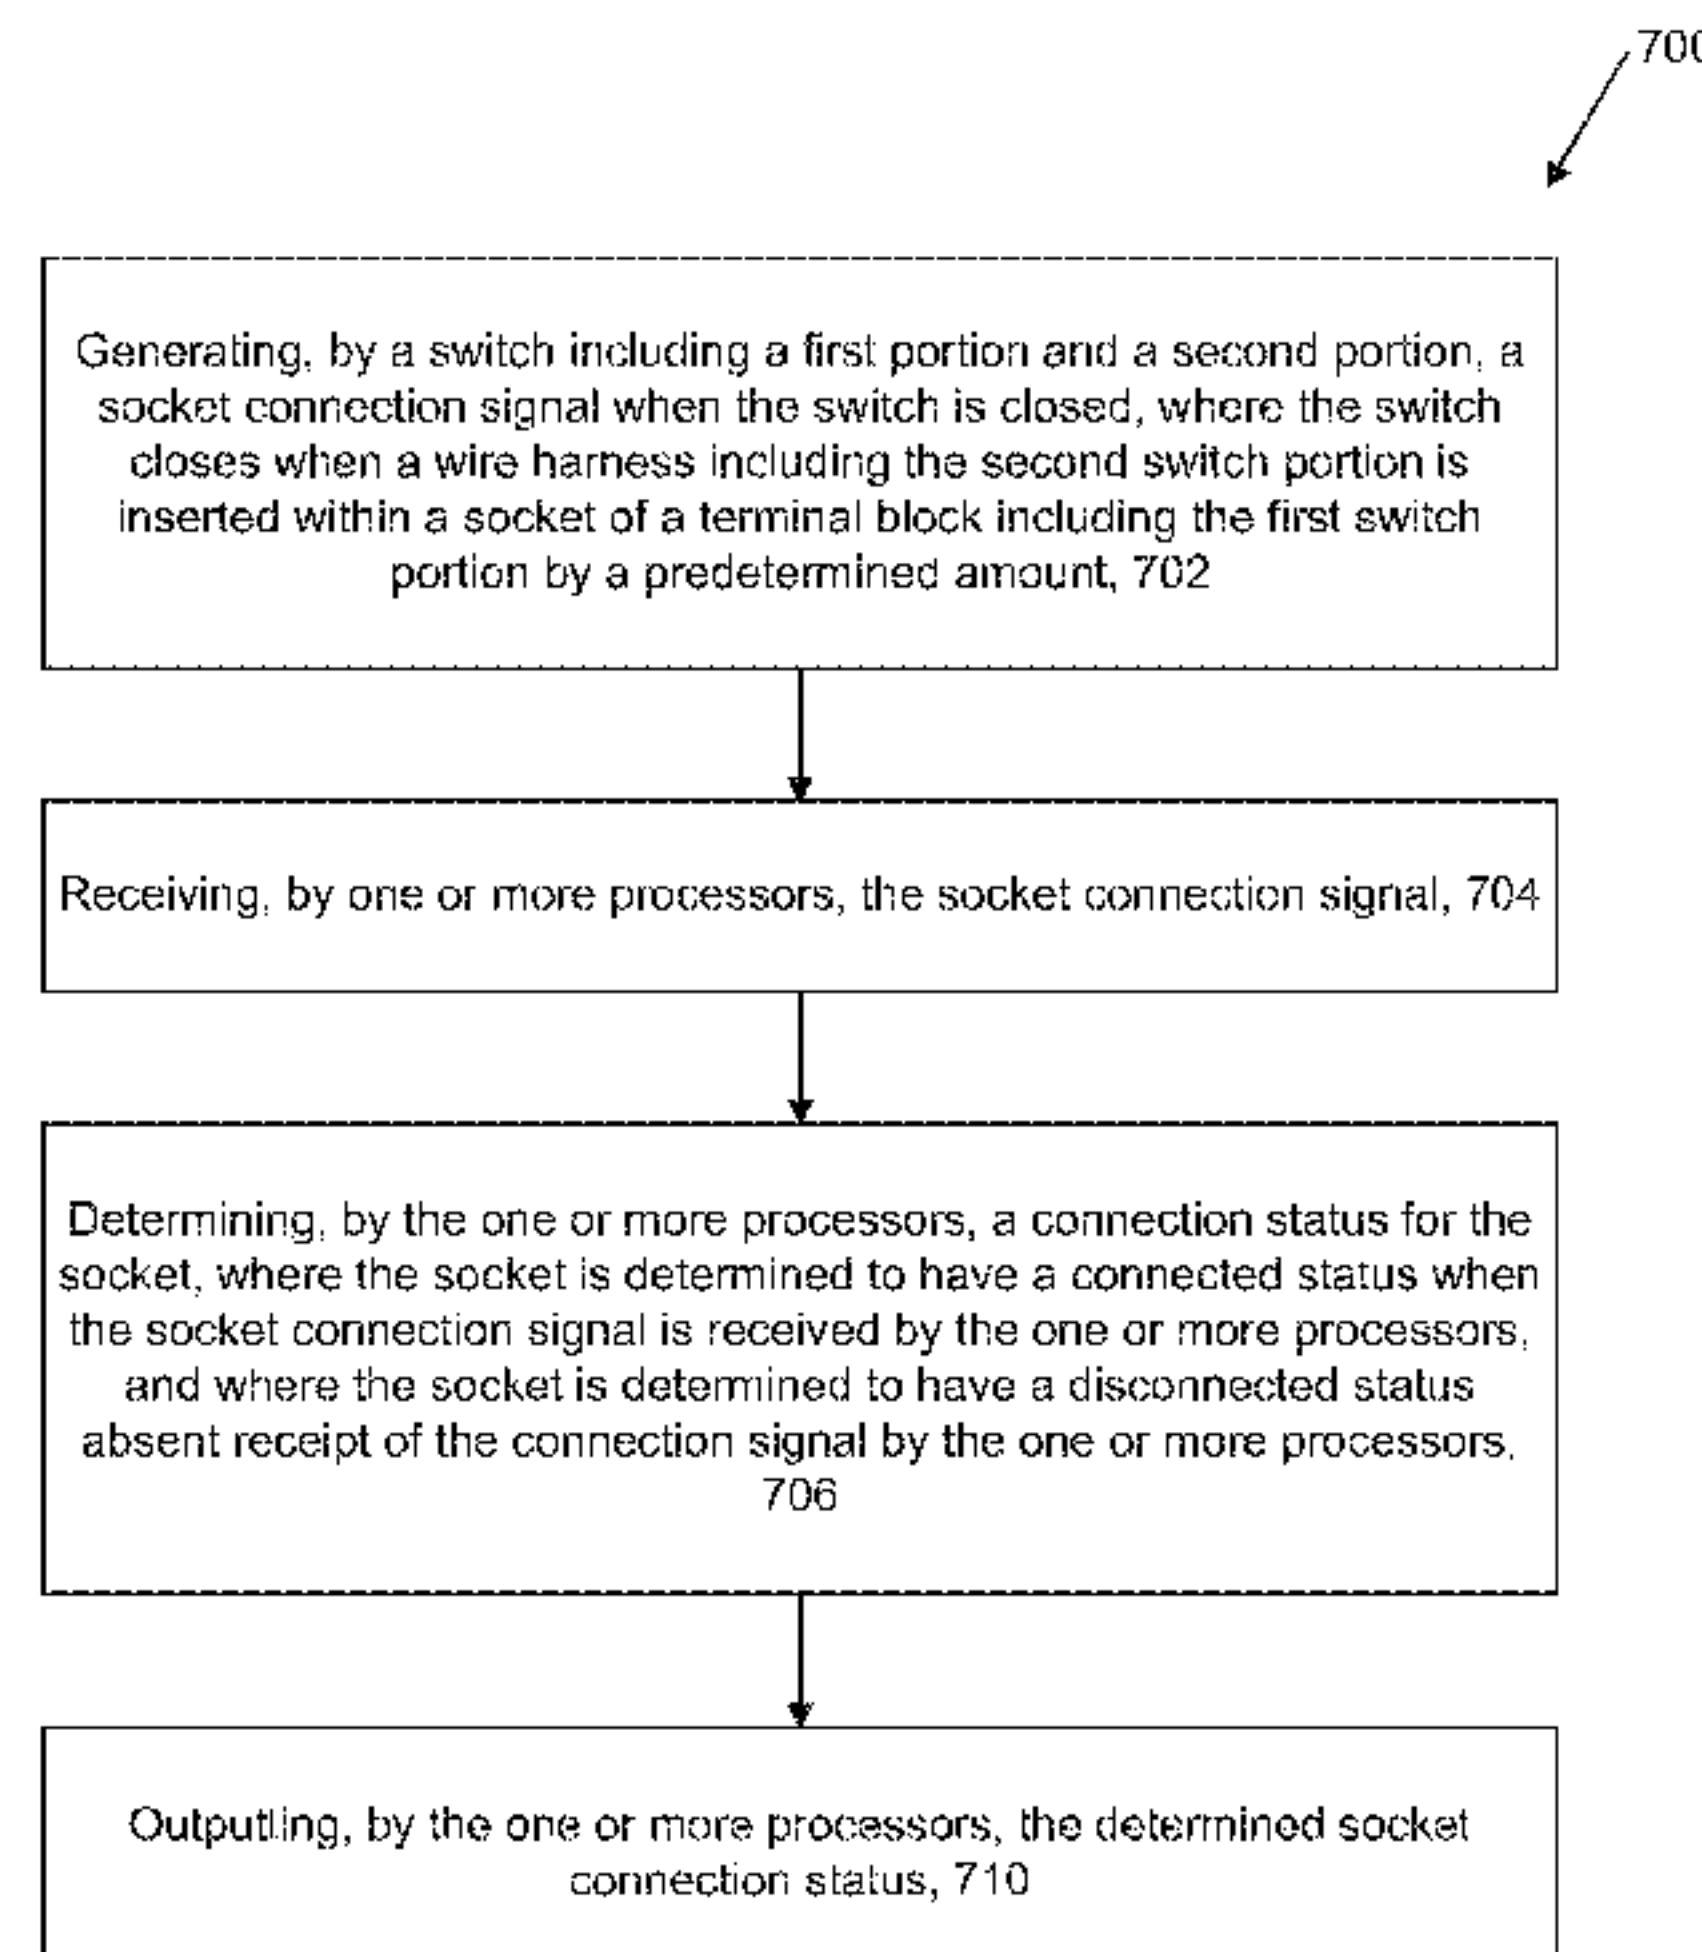 700
Generating, by a switch including a first portion and a second portion, a
socket connection signal when the switch is closed, where the switch
closes when a wire harness including the second switch portion is
inserted within a socket of a terminal block including the first switch
portion by a predetermined amount, 702
Receiving, by one or more processors, the socket connection signal, 704
Determining, by the one or more processors, a connection status for the
socket, where the socket is determined to have a connected status when
the socket connection signal is received by the one or more processors,
and where the socket is determined to have a disconnected status
absent receipt of the connection signal by the one or more processors,
706
Outputting, by the one or more processors, the determined socket
connection status, 710